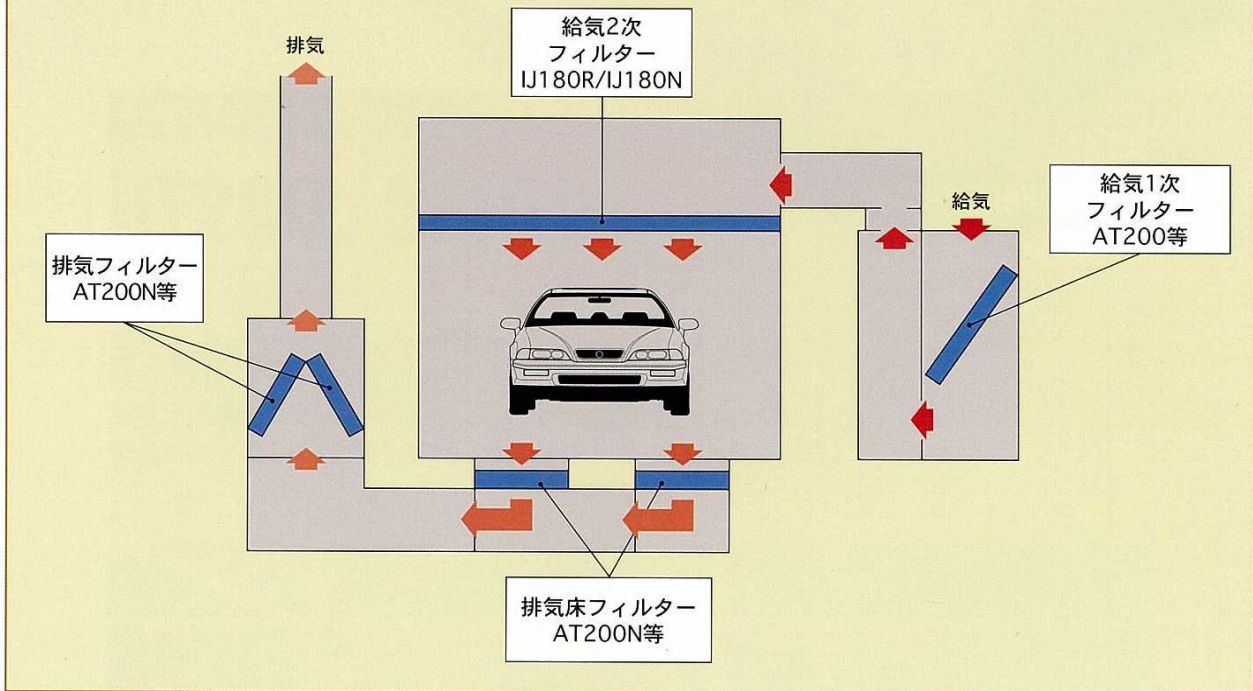 給気2次
フィルター
IJ180R/IJ180N
排気
給気1次
フィルター
AT200等
給気
排気フィルター
AT200N等
排気床フィルター
AT200N等